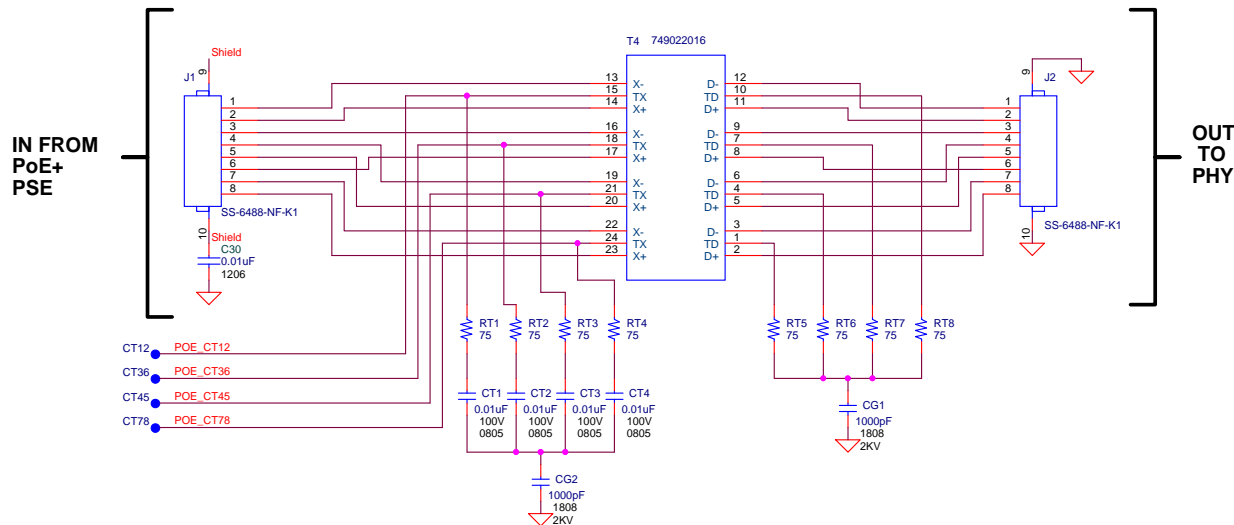 T4 749022016
Shield
9
J1
1
2
3
4
5
6
7
8
SS-6488-NF-K1
10
Shield
C30
0.01uF
1206
IN FROM
PoE+
PSE
13 X- D- 12
15 TX TD 10
14 X+ D+ 11
16 X- D- 9
18 TX TD 7
17 X+ D+ 8
19 X- D- 6
21 TX TD 4
20 X+ D+ 5
22 X- D- 3
24 TX TD 1
23 X+ D+ 2
9
J2
1
2
3
4
5
6
7
8
SS-6488-NF-K1
10
OUT
TO
PHY
CT12 POE_CT12
CT36 POE_CT36
CT45 POE_CT45
CT78 POE_CT78
RT1
75
RT2
75
RT3
75
RT4
75
RT5
75
RT6
75
RT7
75
RT8
75
CT1
0.01uF
100V
0805
CT2
0.01uF
100V
0805
CT3
0.01uF
100V
0805
CT4
0.01uF
100V
0805
CG1
1000pF
1808
2KV
CG2
1000pF
1808
2KV